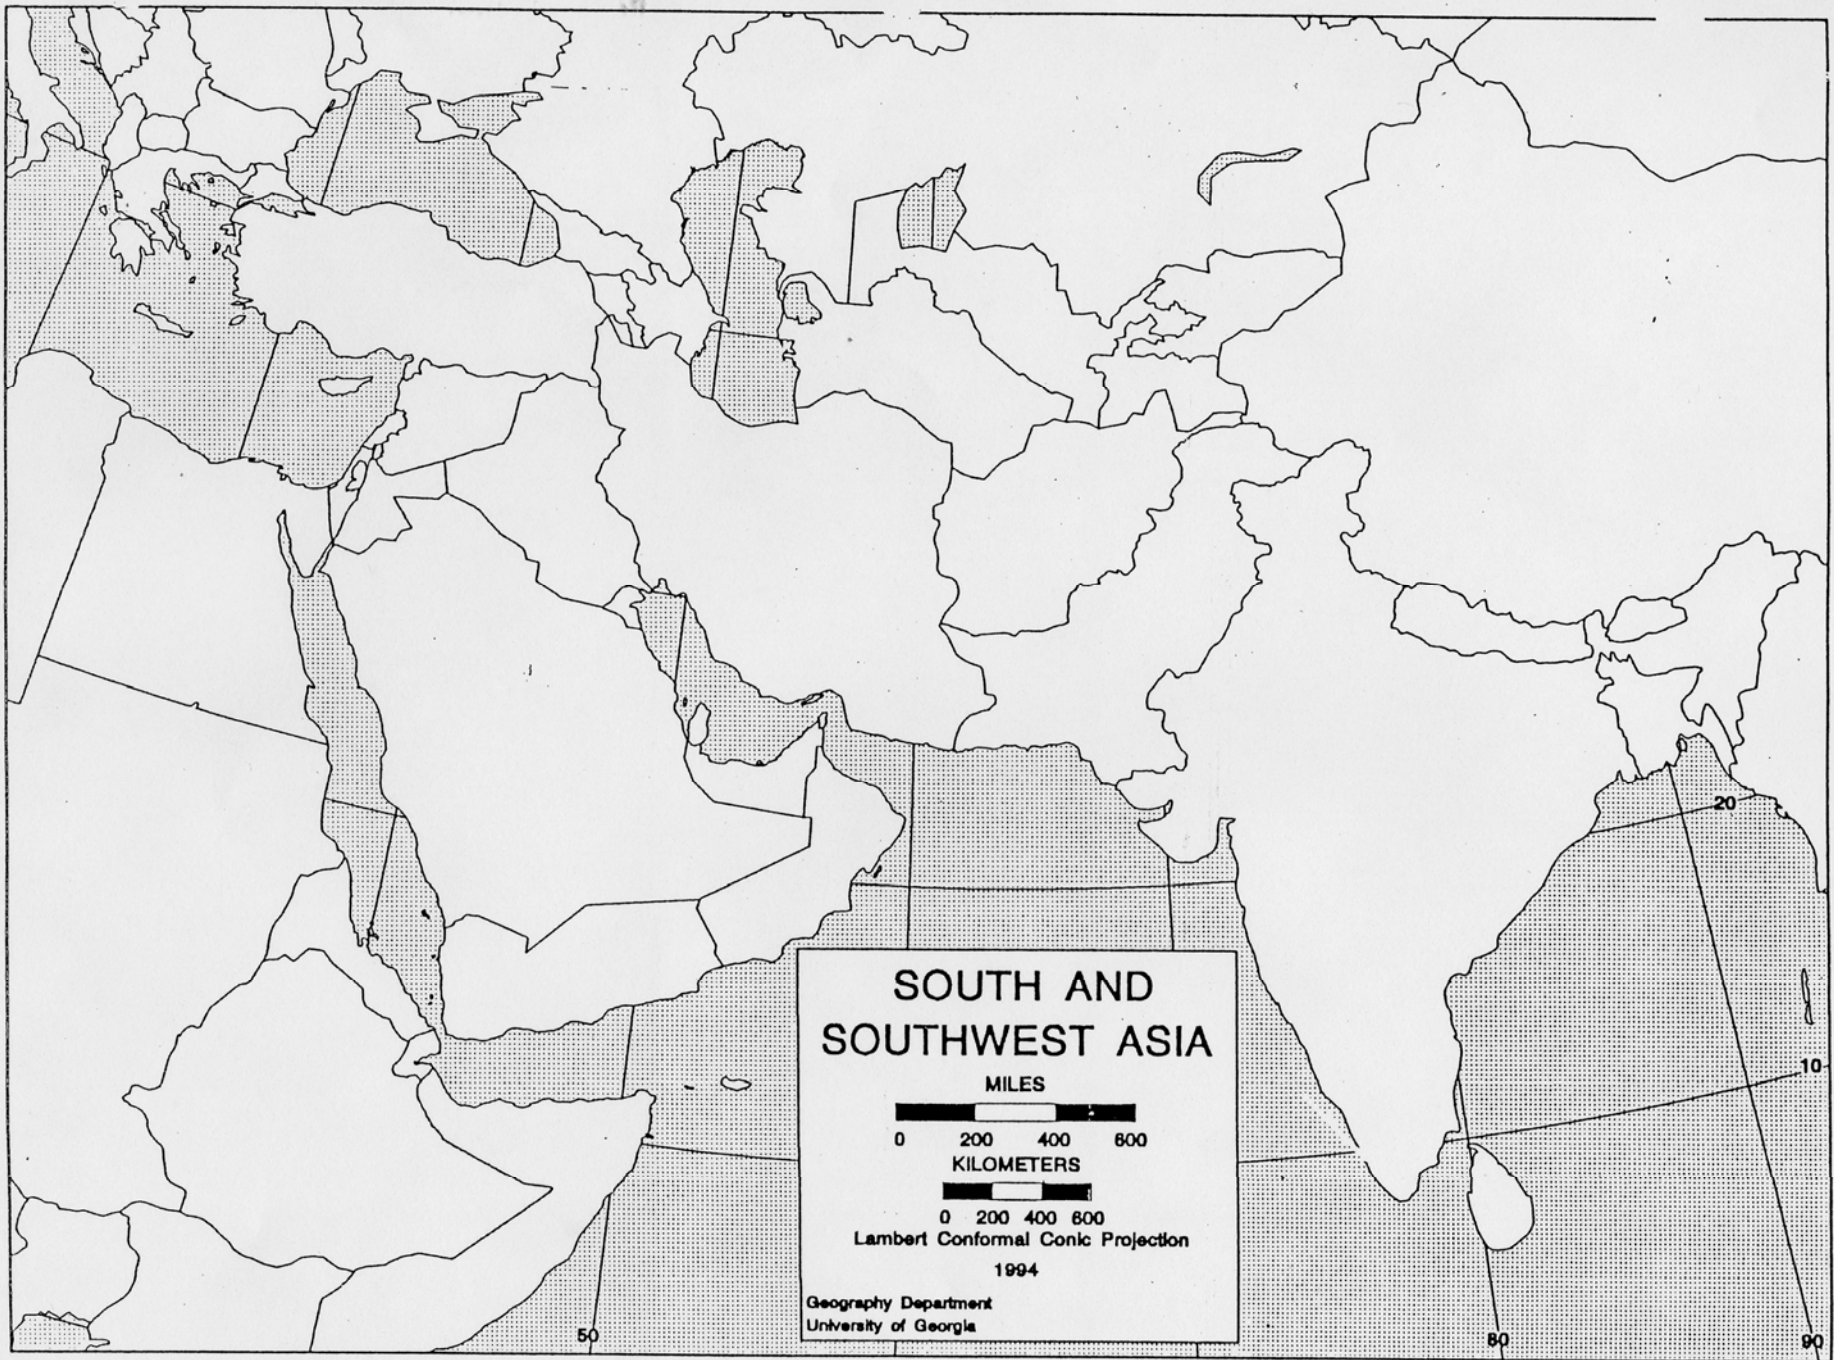 SOUTH AND
SOUTHWEST ASIA
MILES
0 200 400 600
KILOMETERS
0 200 400 600
Lambert Conformal Conic Projection
1994
Geography Department
University of Georgia
20
10
50
80
90